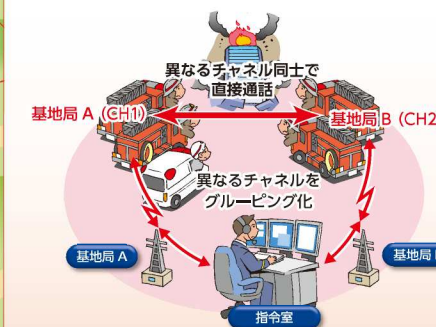 異なるチャネル同士で
直接通話
基地局 A (CH1)
基地局 B (CH2
異なるチャネルを
グルーピング化
基地局 A
基地局
指令室